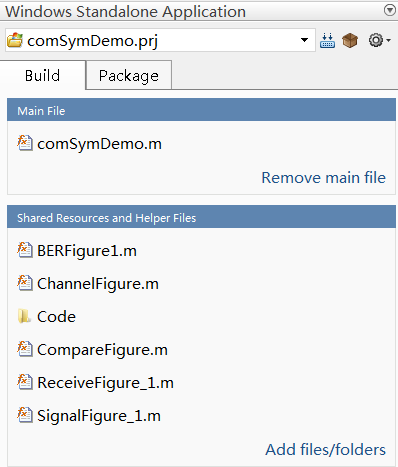 Windows Standalone Application
comSymDemo.prj
Build Package
Main File
comSymDemo.m
Remove main file
Shared Resources and Helper Files
BERFigure1.m
ChannelFigure.m
Code
CompareFigure.m
ReceiveFigure_1.m
SignalFigure_1.m
Add files/folders